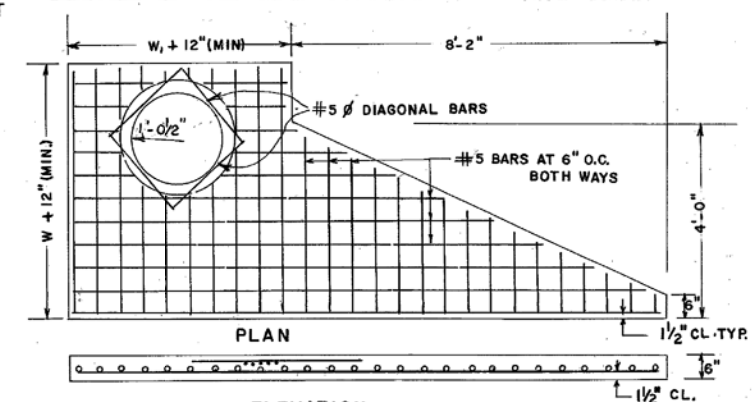 T
W₁ + 12" (MIN)
8'-2"
#5 Ø DIAGONAL BARS
1'-0½"
#5 BARS AT 6" O.C.
BOTH WAYS
W + 12" (MIN.)
4'-0"
6"
PLAN
1½" CL. TYP.
6"
1½" CL.